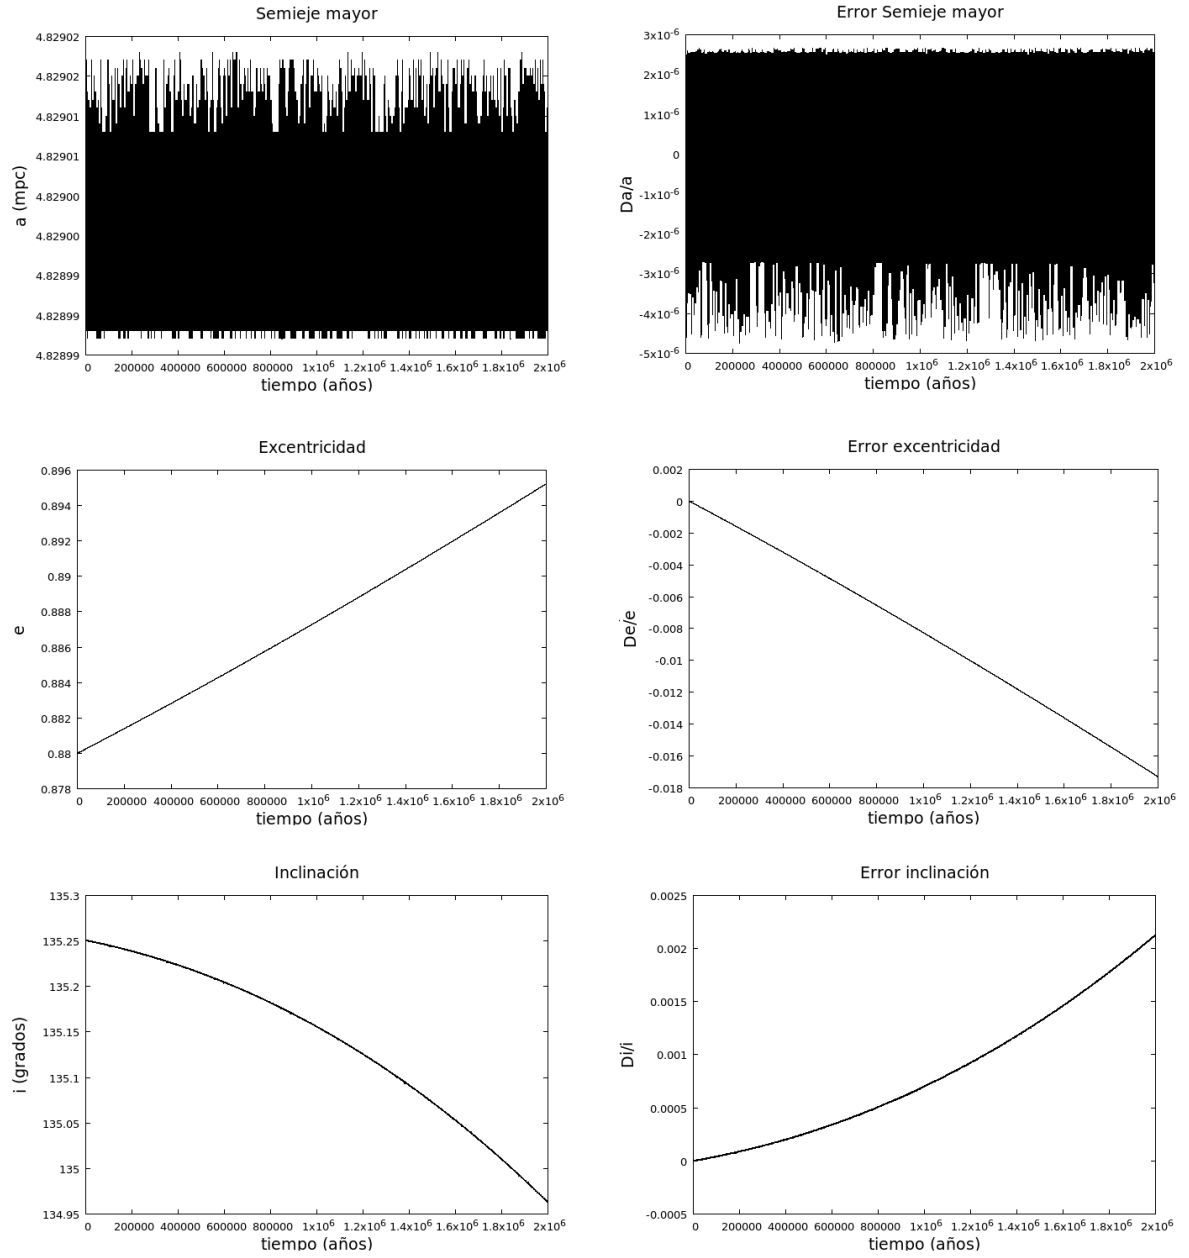 Semieje mayor
4.82902
4.82902
4.82901
4.82901
4.82900
4.82900
4.82899
4.82899
4.82899
a (mpc)
0 200000 400000 600000 800000 1x10⁶ 1.2x10⁶ 1.4x10⁶ 1.6x10⁶ 1.8x10⁶ 2x10⁶
tiempo (años)
Error Semieje mayor
3x10⁻⁶
2x10⁻⁶
1x10⁻⁶
0
-1x10⁻⁶
-2x10⁻⁶
-3x10⁻⁶
-4x10⁻⁶
-5x10⁻⁶
Da/a
0 200000 400000 600000 800000 1x10⁶ 1.2x10⁶ 1.4x10⁶ 1.6x10⁶ 1.8x10⁶ 2x10⁶
tiempo (años)
Excentricidad
0.896
0.894
0.892
0.89
0.888
0.886
0.884
0.882
0.88
0.878
e
0 200000 400000 600000 800000 1x10⁶ 1.2x10⁶ 1.4x10⁶ 1.6x10⁶ 1.8x10⁶ 2x10⁶
tiempo (años)
Error excentricidad
0.002
0
-0.002
-0.004
-0.006
-0.008
-0.01
-0.012
-0.014
-0.016
-0.018
De/e
0 200000 400000 600000 800000 1x10⁶ 1.2x10⁶ 1.4x10⁶ 1.6x10⁶ 1.8x10⁶ 2x10⁶
tiempo (años)
Inclinación
135.3
135.25
135.2
135.15
135.1
135.05
135
134.95
i (grados)
0 200000 400000 600000 800000 1x10⁶ 1.2x10⁶ 1.4x10⁶ 1.6x10⁶ 1.8x10⁶ 2x10⁶
tiempo (años)
Error inclinación
0.0025
0.002
0.0015
0.001
0.0005
0
-0.0005
Di/i
0 200000 400000 600000 800000 1x10⁶ 1.2x10⁶ 1.4x10⁶ 1.6x10⁶ 1.8x10⁶ 2x10⁶
tiempo (años)